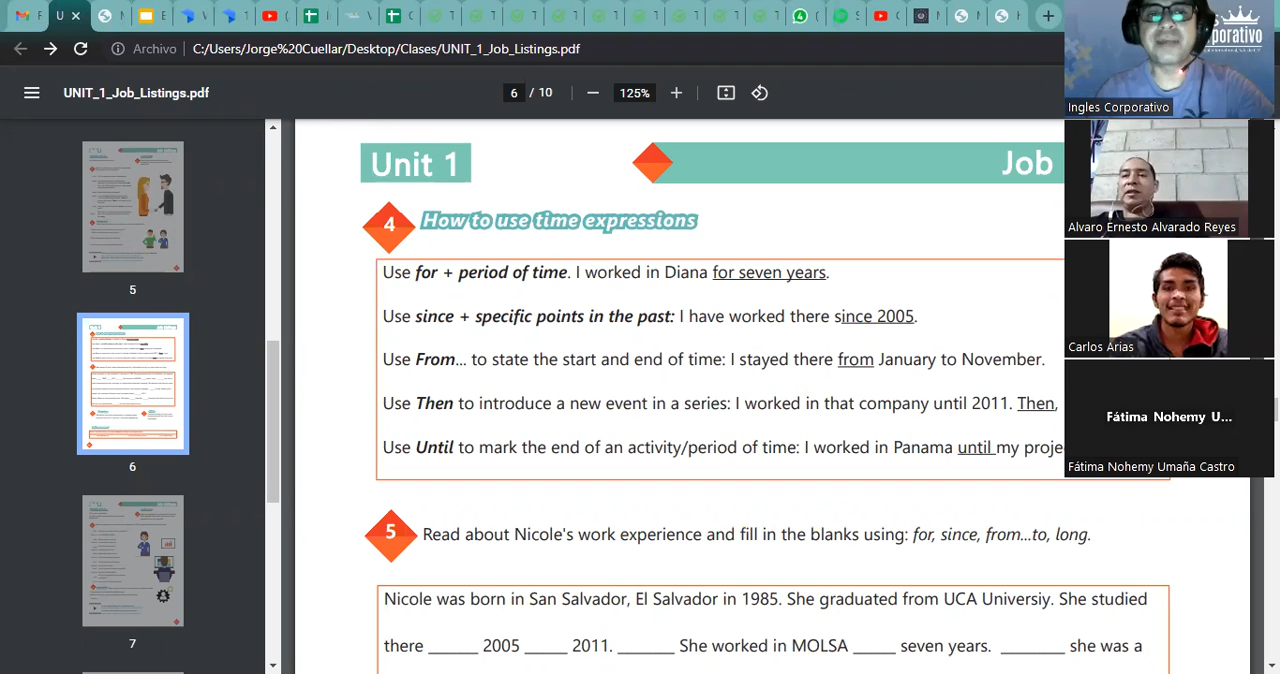 U
(
(
Archivo
C:/Users/Jorge%20Cuellar/Desktop/Clases/UNIT_1_Job_Listings.pdf
UNIT_1_Job_Listings.pdf
6 / 10
125%
5
6
7
Unit 1
Job
4 How to use time expressions
Use for + period of time. I worked in Diana for seven years.
Use since + specific points in the past: I have worked there since 2005.
Use From... to state the sart and end of time: I stayed there from January to November.
Use Then to introduce a new event in a series: I worked in that company until 2011. Then,
Use Until to mark the end of an activity/period of time: I worked in Panama until my proje
5 Read about Nicole's work experience and fill in the blanks using: for, since, from...to, long.
Nicole was born in San Salvador, El Salvador in 1985. She graduated from UCA Universiy. She studied
there ______ 2005 _____ 2011. _______ She worked in MOLSA _____ seven years. ________ she was a
porativo
Ingles Corporativo
Alvaro Ernesto Alvarado Reyes
Carlos Arias
Fátima Nohemy U...
Fátima Nohemy Umaña Castro